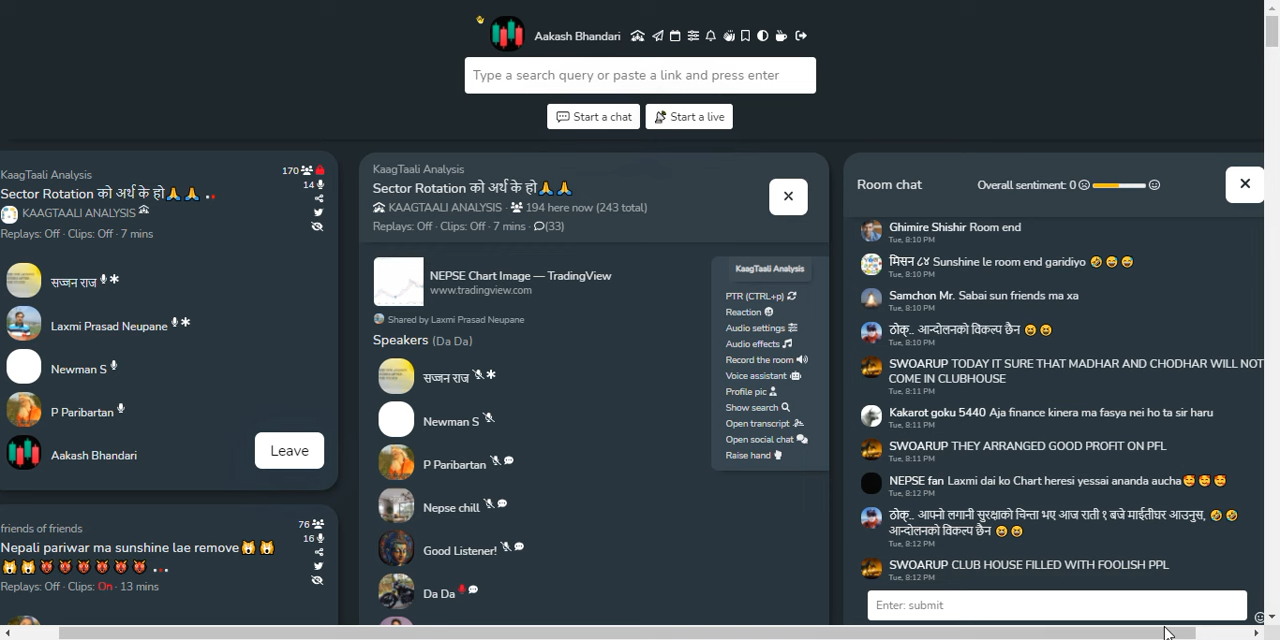 Aakash Bhandari
Type a search query or paste a link and press enter
Start a chat
Start a live
KaagTaali Analysis
170
Sector Rotation को अर्थ के हो🙏 🙏 ..
14
KAAGTAALI ANALYSIS
Replays: Off · Clips: Off · 7 mins
सज्जन राज
Laxmi Prasad Neupane
Newman S
P Paribartan
Aakash Bhandari
Leave
friends of friends
76
Nepali pariwar ma sunshine lae remove🙀 🙀
16
🙀 🙀 👹 👹 👹 👹 👹 👹 ...
Replays: Off · Clips: On · 13 mins
KaagTaali Analysis
Sector Rotation को अर्थ के हो🙏 🙏
KAAGTAALI ANALYSIS · 194 here now (243 total)
Replays: Off · Clips: Off · 7 mins · (33)
NEPSE Chart Image — TradingView
www.tradingview.com
Shared by Laxmi Prasad Neupane
Speakers (Da Da)
सज्जन राज
Newman S
P Paribartan
Nepse chill
Good Listener!
Da Da
KaagTaali Analysis
PTR (CTRL+p)
Reaction
Audio settings
Audio effects
Record the room
Voice assistant
Profile pic
Show search
Open transcript
Open social chat
Raise hand
Room chat
Overall sentiment: 0
Ghimire Shishir Room end
Tue, 8:10 PM
मिसन ८४ Sunshine le room end garidiyo 🤣 😅 😅
Tue, 8:10 PM
Samchon Mr. Sabai sun friends ma xa
Tue, 8:10 PM
ठोक्.. आन्दोलनको विकल्प छैन 😄 😄
Tue, 8:10 PM
SWOARUP TODAY IT SURE THAT MADHAR AND CHODHAR WILL NOT
COME IN CLUBHOUSE
Tue, 8:11 PM
Kakarot goku 5440 Aja finance kinera ma fasya nei ho ta sir haru
Tue, 8:11 PM
SWOARUP THEY ARRANGED GOOD PROFIT ON PFL
Tue, 8:11 PM
NEPSE fan Laxmi dai ko Chart heresi yessai ananda aucha🥰 🥰 🥰
Tue, 8:12 PM
ठोक्.. आफ्नो लगानी सुरक्षाको चिन्ता भए आज राती १ बजे माईतीघर आउनुस, 🤣 🤣
आन्दोलनको विकल्प छैन 😆 😆
Tue, 8:12 PM
SWOARUP CLUB HOUSE FILLED WITH FOOLISH PPL
Tue, 8:12 PM
Enter: submit